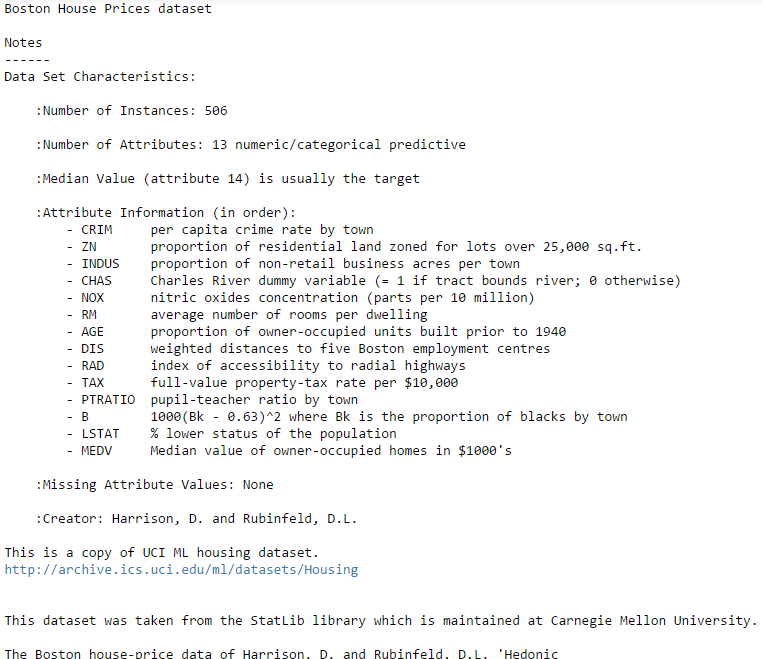 Boston House Prices dataset
Notes
------
Data Set Characteristics:
:Number of Instances: 506
:Number of Attributes: 13 numeric/categorical predictive
:Median Value (attribute 14) is usually the target
:Attribute Information (in order):
- CRIM     per capita crime rate by town
- ZN       proportion of residential land zoned for lots over 25,000 sq.ft.
- INDUS    proportion of non-retail business acres per town
- CHAS     Charles River dummy variable (= 1 if tract bounds river; 0 otherwise)
- NOX      nitric oxides concentration (parts per 10 million)
- RM       average number of rooms per dwelling
- AGE      proportion of owner-occupied units built prior to 1940
- DIS      weighted distances to five Boston employment centres
- RAD      index of accessibility to radial highways
- TAX      full-value property-tax rate per $10,000
- PTRATIO  pupil-teacher ratio by town
- B        1000(Bk - 0.63)^2 where Bk is the proportion of blacks by town
- LSTAT    % lower status of the population
- MEDV     Median value of owner-occupied homes in $1000's
:Missing Attribute Values: None
:Creator: Harrison, D. and Rubinfeld, D.L.
This is a copy of UCI ML housing dataset.
http://archive.ics.uci.edu/ml/datasets/Housing
This dataset was taken from the StatLib library which is maintained at Carnegie Mellon University.
The Boston house-price data of Harrison, D. and Rubinfeld, D.L. 'Hedonic